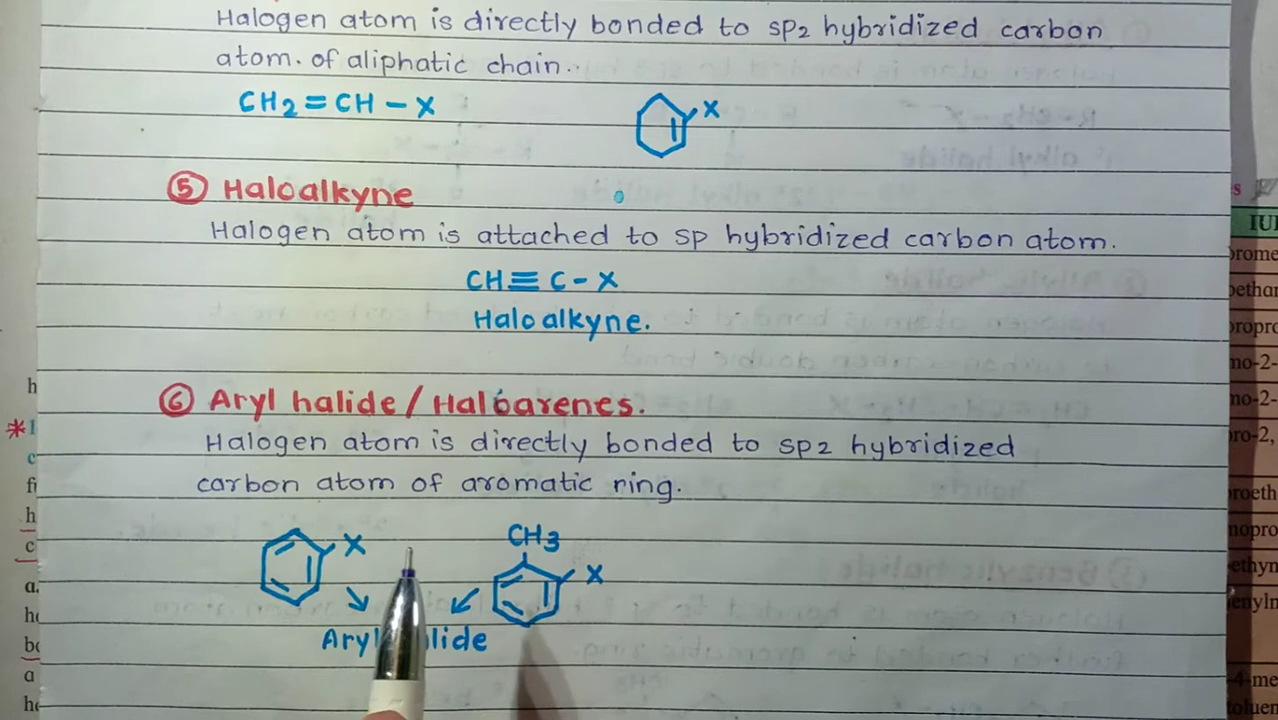 Halogen atom is directly bonded to sp2 hybridized carbon
atom. of aliphatic chain.
CH2=CH-X
X
⑤ Haloalkyne
Halogen atom is attached to sp hybridized carbon atom.
CH≡C-X
Haloalkyne.
⑥ Aryl halide/Haloarenes.
Halogen atom is directly bonded to sp2 hybridized
carbon atom of aromatic ring.
X
CH3
X
Aryl
lide